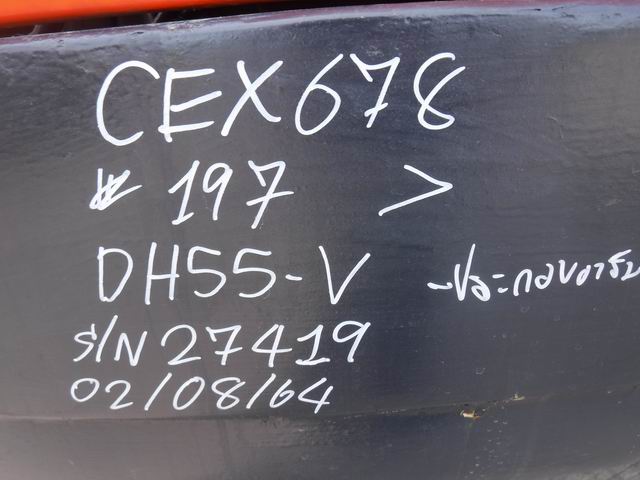 CEX678
# 197 >
DH55-V
S/N 27419
02/08/64